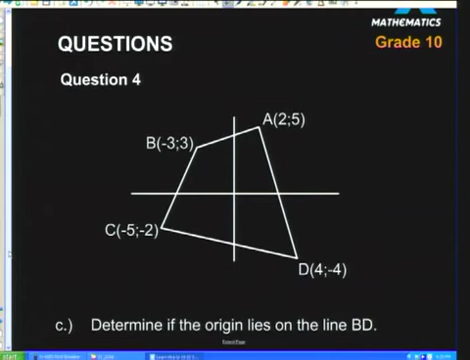 MATHEMATICS
QUESTIONS
Grade 10
Question 4
A(2;5)
B(-3;3)
C(-5;-2)
D(4;-4)
c.) Determine if the origin lies on the line BD.
start